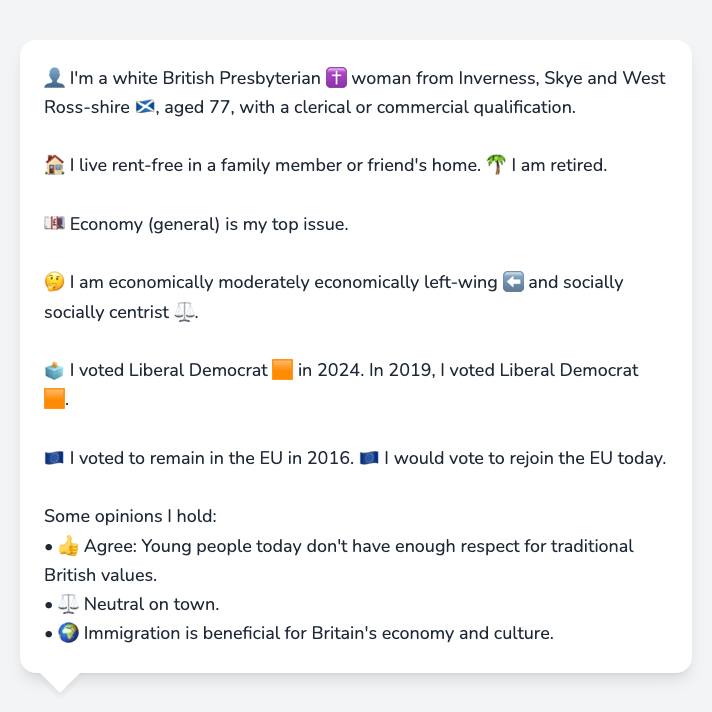 👤 I'm a white British Presbyterian ✝️ woman from Inverness, Skye and West
Ross-shire 🏴󠁧󠁢󠁳󠁣󠁴󠁿, aged 77, with a clerical or commercial qualification.
🏠 I live rent-free in a family member or friend's home. 🌴 I am retired.
💷 Economy (general) is my top issue.
🤔 I am economically moderately economically left-wing ⬅️ and socially
socially centrist ⚖️.
🗳️ I voted Liberal Democrat 🟧 in 2024. In 2019, I voted Liberal Democrat
🟧.
🇪🇺 I voted to remain in the EU in 2016. 🇪🇺 I would vote to rejoin the EU today.
Some opinions I hold:
• 👍 Agree: Young people today don't have enough respect for traditional
British values.
• ⚖️ Neutral on town.
• 🌍 Immigration is beneficial for Britain's economy and culture.